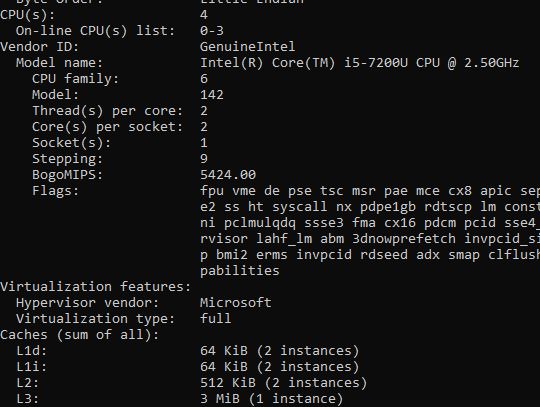 Byte Order: Little Endian
CPU(s): 4
On-line CPU(s) list: 0-3
Vendor ID: GenuineIntel
Model name: Intel(R) Core(TM) i5-7200U CPU @ 2.50GHz
CPU family: 6
Model: 142
Thread(s) per core: 2
Core(s) per socket: 2
Socket(s): 1
Stepping: 9
BogoMIPS: 5424.00
Flags: fpu vme de pse tsc msr pae mce cx8 apic sep
e2 ss ht syscall nx pdpe1gb rdtscp lm const
ni pclmulqdq ssse3 fma cx16 pdcm pcid sse4_
rvisor lahf_lm abm 3dnowprefetch invpcid_si
p bmi2 erms invpcid rdseed adx smap clflush
pabilities
Virtualization features:
Hypervisor vendor: Microsoft
Virtualization type: full
Caches (sum of all):
L1d: 64 KiB (2 instances)
L1i: 64 KiB (2 instances)
L2: 512 KiB (2 instances)
L3: 3 MiB (1 instance)